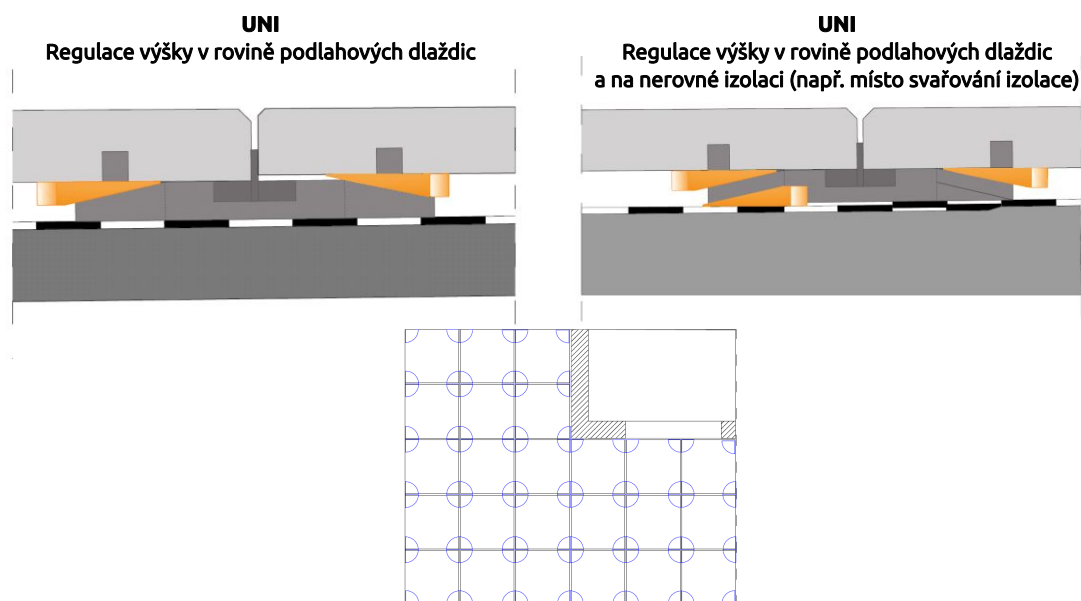 UNI
Regulace výšky v rovině podlahových dlaždic
UNI
Regulace výšky v rovině podlahových dlaždic
a na nerovné izolaci (např. místo svařování izolace)